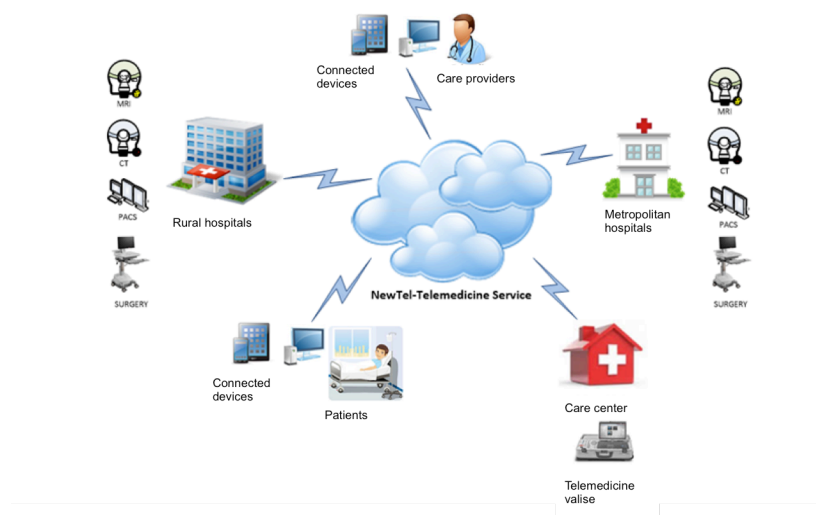 Connected
devices
Care providers
MRI
CT
PACS
SURGERY
Rural hospitals
MRI
CT
PACS
SURGERY
Metropolitan
hospitals
NewTel-Telemedicine Service
Connected
devices
Patients
Care center
Telemedicine
valise